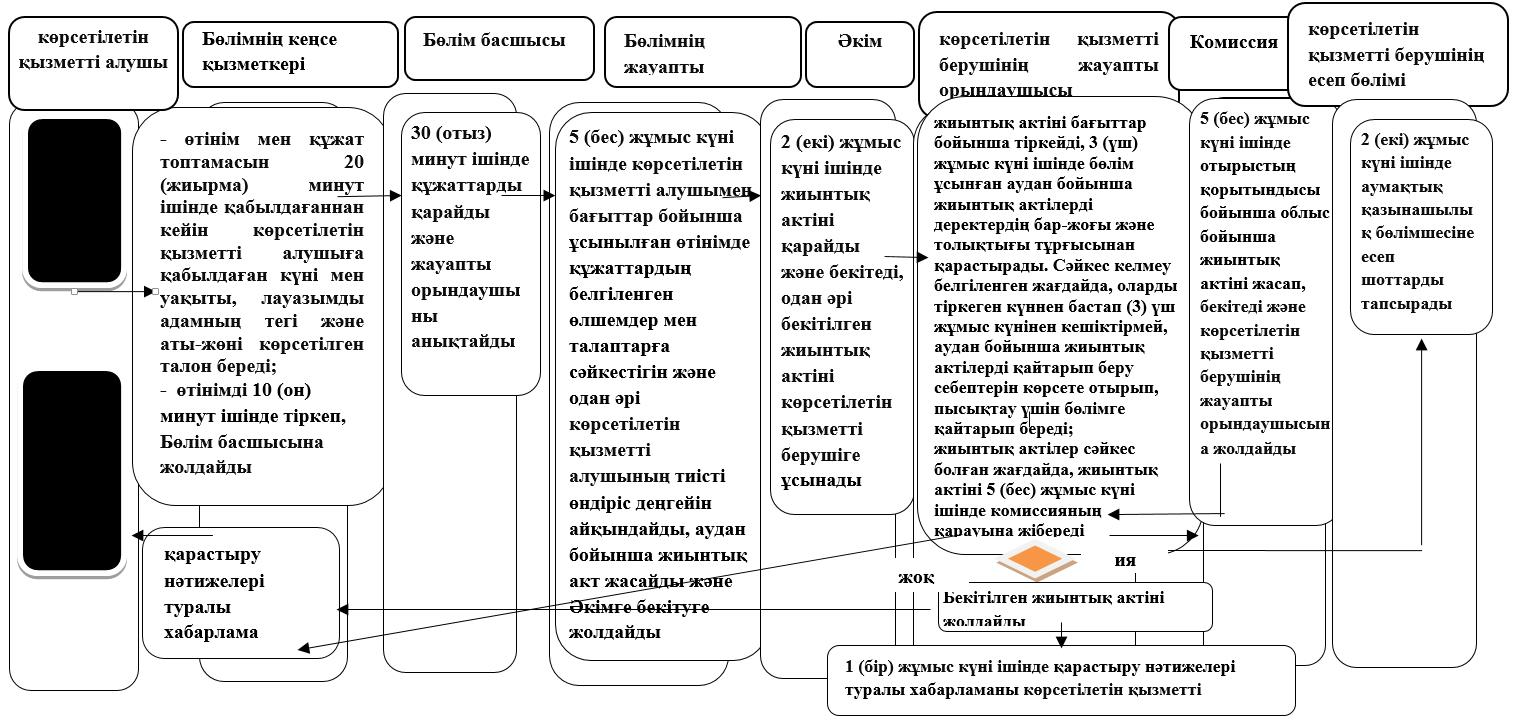 көрсетілетін
қызметті алушы
Бөлімнің кеңсе
қызметкері
Бөлім басшысы
Бөлімнің
жауапты
Әкім
көрсетілетін қызметті
берушінің жауапты
орындаушысы
Комиссия
көрсетілетін
қызметті берушінің
есеп бөлімі
- өтінім мен құжат
топтамасын 20
(жиырма) минут
ішінде қабылдағаннан
кейін көрсетілетін
қызметті алушыға
қабылдаған күні мен
уақыты, лауазымды
адамның тегі және
аты-жөні көрсетілген
талон береді;
- өтінімді 10 (он)
минут ішінде тіркеп,
Бөлім басшысына
жолдайды
30 (отыз)
минут ішінде
құжаттарды
қарайды
және
жауапты
орындаушы
ны
анықтайды
5 (бес) жұмыс күні
ішінде көрсетілетін
қызметті алушымен
бағыттар бойынша
ұсынылған өтінімде
құжаттардың
белгіленген
өлшемдер мен
талаптарға
сәйкестігін және
одан әрі
көрсетілетін
қызметті
алушының тиісті
өндіріс деңгейін
айқындайды, аудан
бойынша жиынтық
акт жасайды және
Әкімге бекітуге
жолдайды
2 (екі) жұмыс
күні ішінде
жиынтық
актіні
қарайды
және бекітеді,
одан әрі
бекітілген
жиынтық
актіні
көрсетілетін
қызметті
берушіге
ұсынады
жиынтық актіні бағыттар
бойынша тіркейді, 3 (үш)
жұмыс күні ішінде бөлім
ұсынған аудан бойынша
жиынтық актілерді
деректердің бар-жоғы және
толықтығы тұрғысынан
қарастырады. Сәйкес келмеу
белгіленген жағдайда, оларды
тіркеген күннен бастап (3) үш
жұмыс күнінен кешіктірмей,
аудан бойынша жиынтық
актілерді қайтарып беру
себептерін көрсете отырып,
пысықтау үшін бөлімге
қайтарып береді;
жиынтық актілер сәйкес
болған жағдайда, жиынтық
актіні 5 (бес) жұмыс күні
ішінде комиссияның
қарауына жібереді
5 (бес) жұмыс
күні ішінде
отырыстың
қорытындысы
бойынша облыс
бойынша
жиынтық
актіні жасап,
бекітеді және
көрсетілетін
қызметті
берушінің
жауапты
орындаушысын
а жолдайды
2 (екі) жұмыс
күні ішінде
аумақтық
қазынашылы
қ бөлімшесіне
есеп
шоттарды
тапсырады
қарастыру
нәтижелері
туралы
хабарлама
жоқ
ия
Бекітілген жиынтық актіні
жолдайды
1 (бір) жұмыс күні ішінде қарастыру нәтижелері
туралы хабарламаны көрсетілетін қызметті